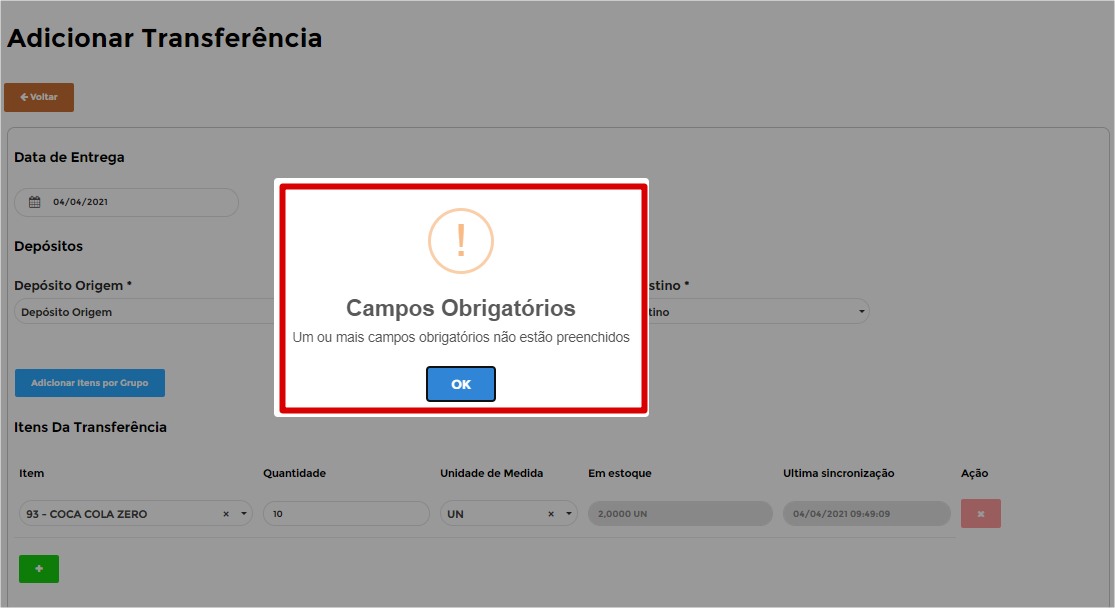 Adicionar Transferência
Voltar
Data de Entrega
04/04/2021
Depósitos
Depósito Origem *
stino *
Depósito Origem
tino
!
Campos Obrigatórios
Um ou mais campos obrigatórios não estão preenchidos
OK
Adicionar Itens por Grupo
Itens Da Transferência
Item Quantidade Unidade de Medida Em estoque Ultima sincronização Ação
93 - COCA COLA ZERO × 10 UN × 2,0000 UN 04/04/2021 09:49:09